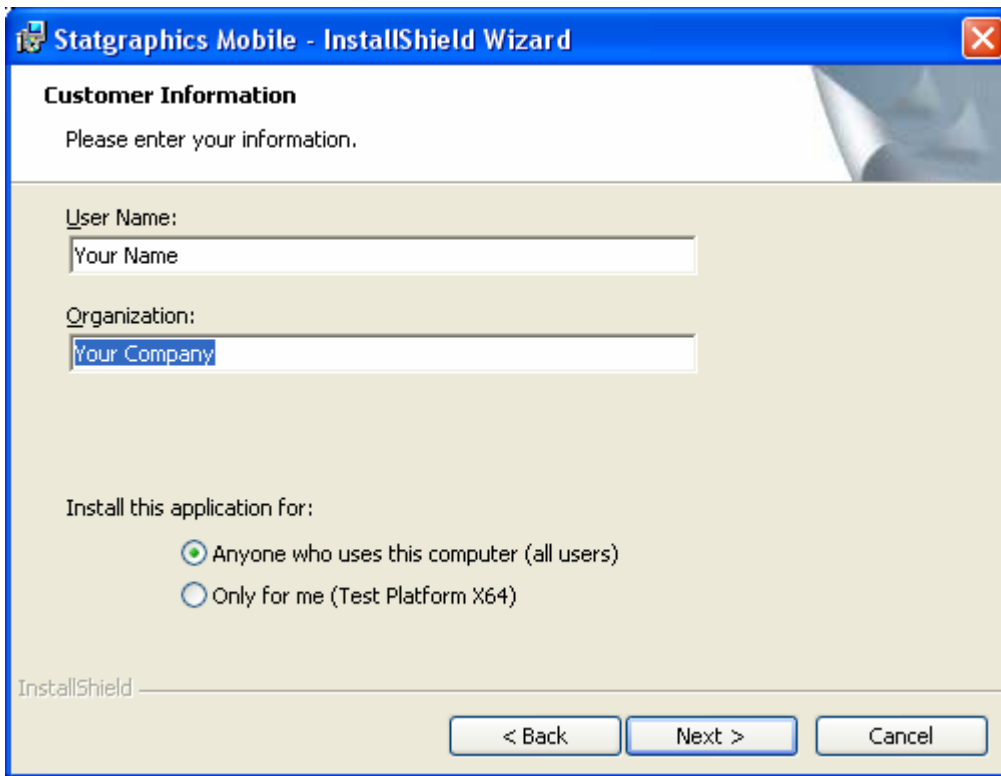 Statgraphics Mobile - InstallShield Wizard
Customer Information
Please enter your information.
User Name:
Your Name
Organization:
Your Company
Install this application for:
Anyone who uses this computer (all users)
Only for me (Test Platform X64)
InstallShield
< Back Next > Cancel